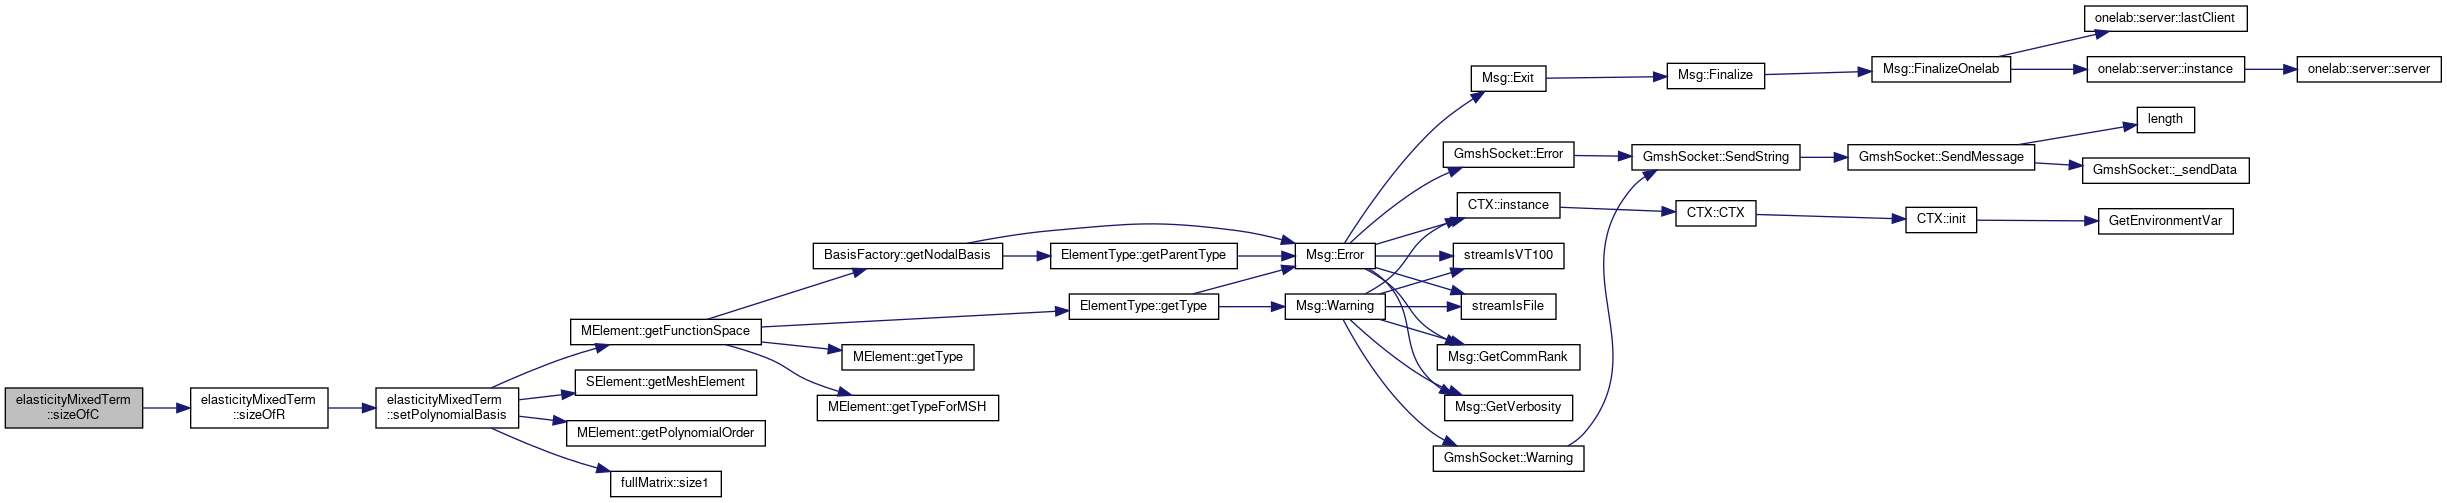 elasticityMixedTerm
::sizeOfC
elasticityMixedTerm
::sizeOfR
elasticityMixedTerm
::setPolynomialBasis
MElement::getFunctionSpace
SElement::getMeshElement
MElement::getPolynomialOrder
fullMatrix::size1
BasisFactory::getNodalBasis
ElementType::getParentType
ElementType::getType
MElement::getType
MElement::getTypeForMSH
Msg::Error
Msg::Warning
Msg::Exit
GmshSocket::Error
CTX::instance
streamIsVT100
streamIsFile
Msg::GetCommRank
Msg::GetVerbosity
GmshSocket::Warning
Msg::Finalize
GmshSocket::SendString
CTX::CTX
Msg::FinalizeOnelab
GmshSocket::SendMessage
CTX::init
onelab::server::lastClient
onelab::server::instance
onelab::server::server
length
GmshSocket::_sendData
GetEnvironmentVar